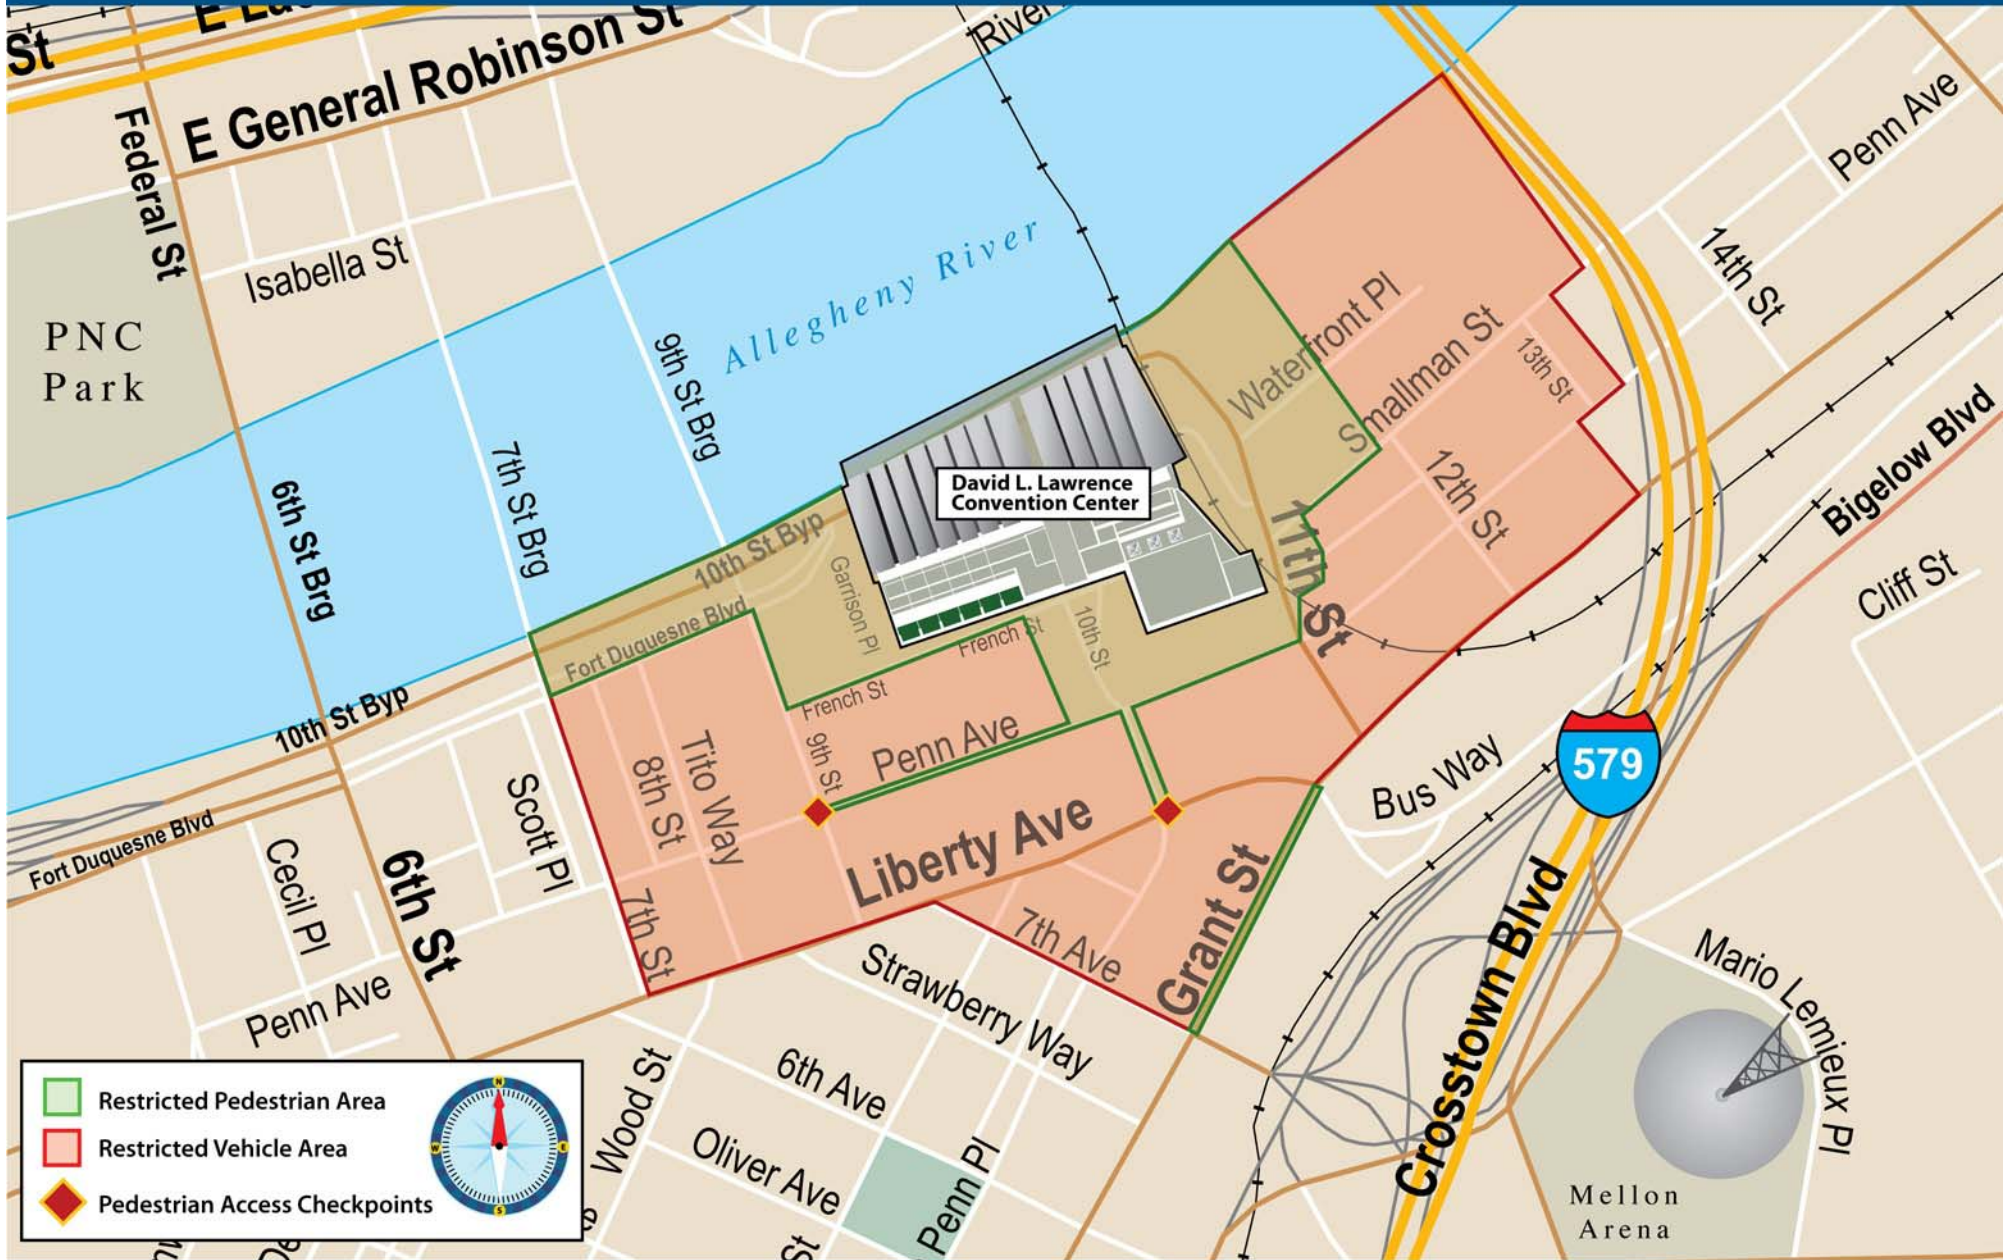 St
E General Robinson St
River
Federal St
Isabella St
PNC
Park
Allegheny River
9th St Brg
7th St Brg
6th St Brg
Penn Ave
14th St
Waterfront Pl
Smallman St
13th St
12th St
11th St
Bigelow Blvd
Cliff St
David L. Lawrence
Convention Center
10th St Byp
Fort Duquesne Blvd
Garrison Pl
French St
10th St
French St
Penn Ave
9th St
Tito Way
8th St
10th St Byp
Scott Pl
Fort Duquesne Blvd
Cecil Pl
6th St
Penn Ave
7th St
Liberty Ave
7th Ave
Grant St
Bus Way
579
Crosstown Blvd
Strawberry Way
6th Ave
Oliver Ave
Wood St
Penn Pl
St
Mario Lemieux Pl
Mellon
Arena
Restricted Pedestrian Area
Restricted Vehicle Area
Pedestrian Access Checkpoints
N
E
S
W